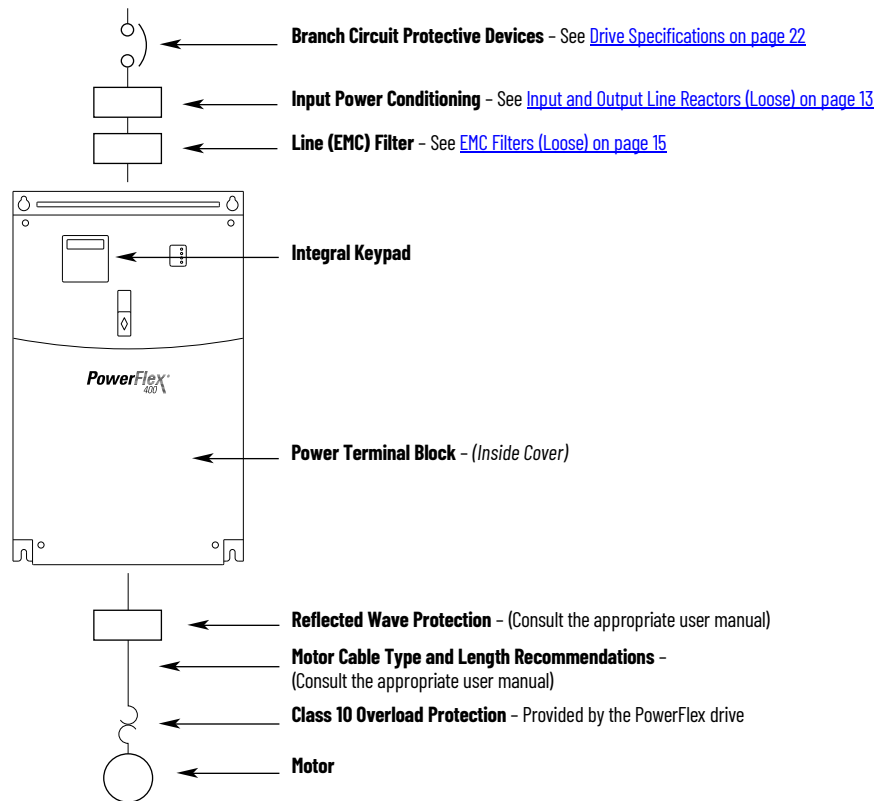 Branch Circuit Protective Devices – See Drive Specifications on page 22
Input Power Conditioning – See Input and Output Line Reactors (Loose) on page 13
Line (EMC) Filter – See EMC Filters (Loose) on page 15
Integral Keypad
PowerFlex
400
Power Terminal Block – (Inside Cover)
Reflected Wave Protection – (Consult the appropriate user manual)
Motor Cable Type and Length Recommendations –
(Consult the appropriate user manual)
Class 10 Overload Protection – Provided by the PowerFlex drive
Motor